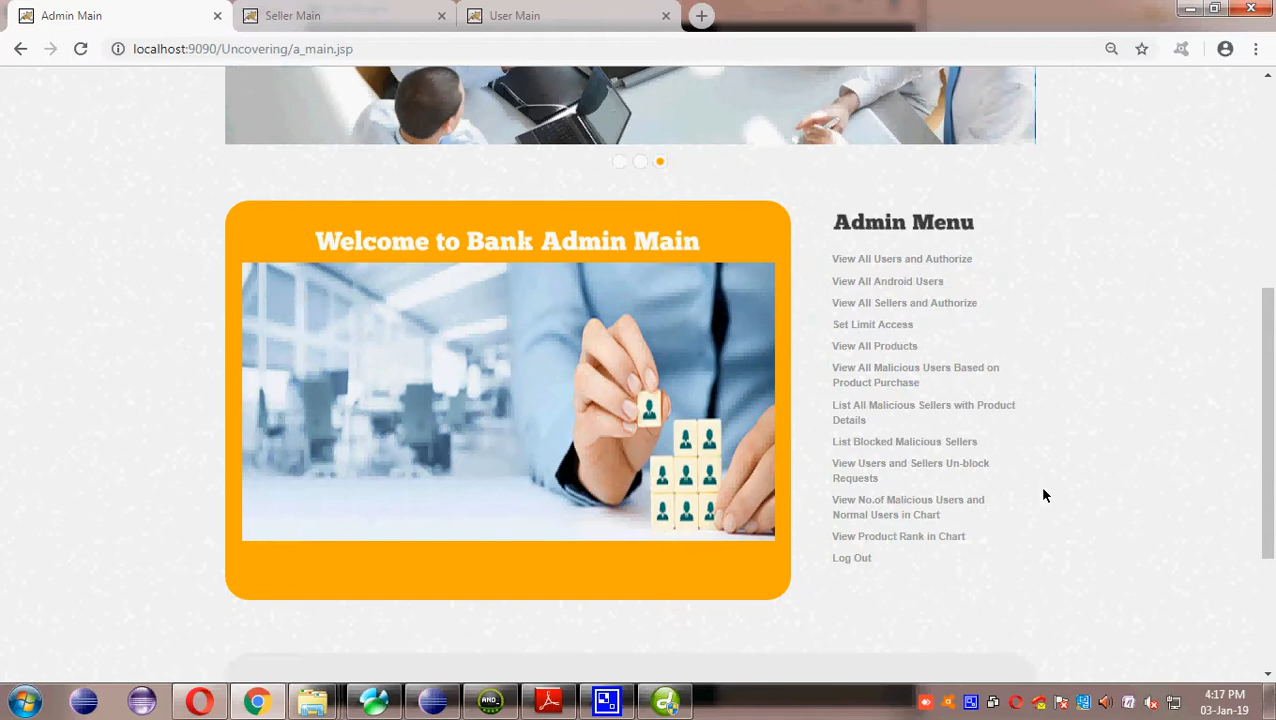 Admin Main
Seller Main
User Main
localhost:9090/Uncovering/a_main.jsp
Welcome to Bank Admin Main
Admin Menu
View All Users and Authorize
View All Android Users
View All Sellers and Authorize
Set Limit Access
View All Products
View All Malicious Users Based on
Product Purchase
List All Malicious Sellers with Product
Details
List Blocked Malicious Sellers
View Users and Sellers Un-block
Requests
View No.of Malicious Users and
Normal Users in Chart
View Product Rank in Chart
Log Out
AND_
4:17 PM
03-Jan-19